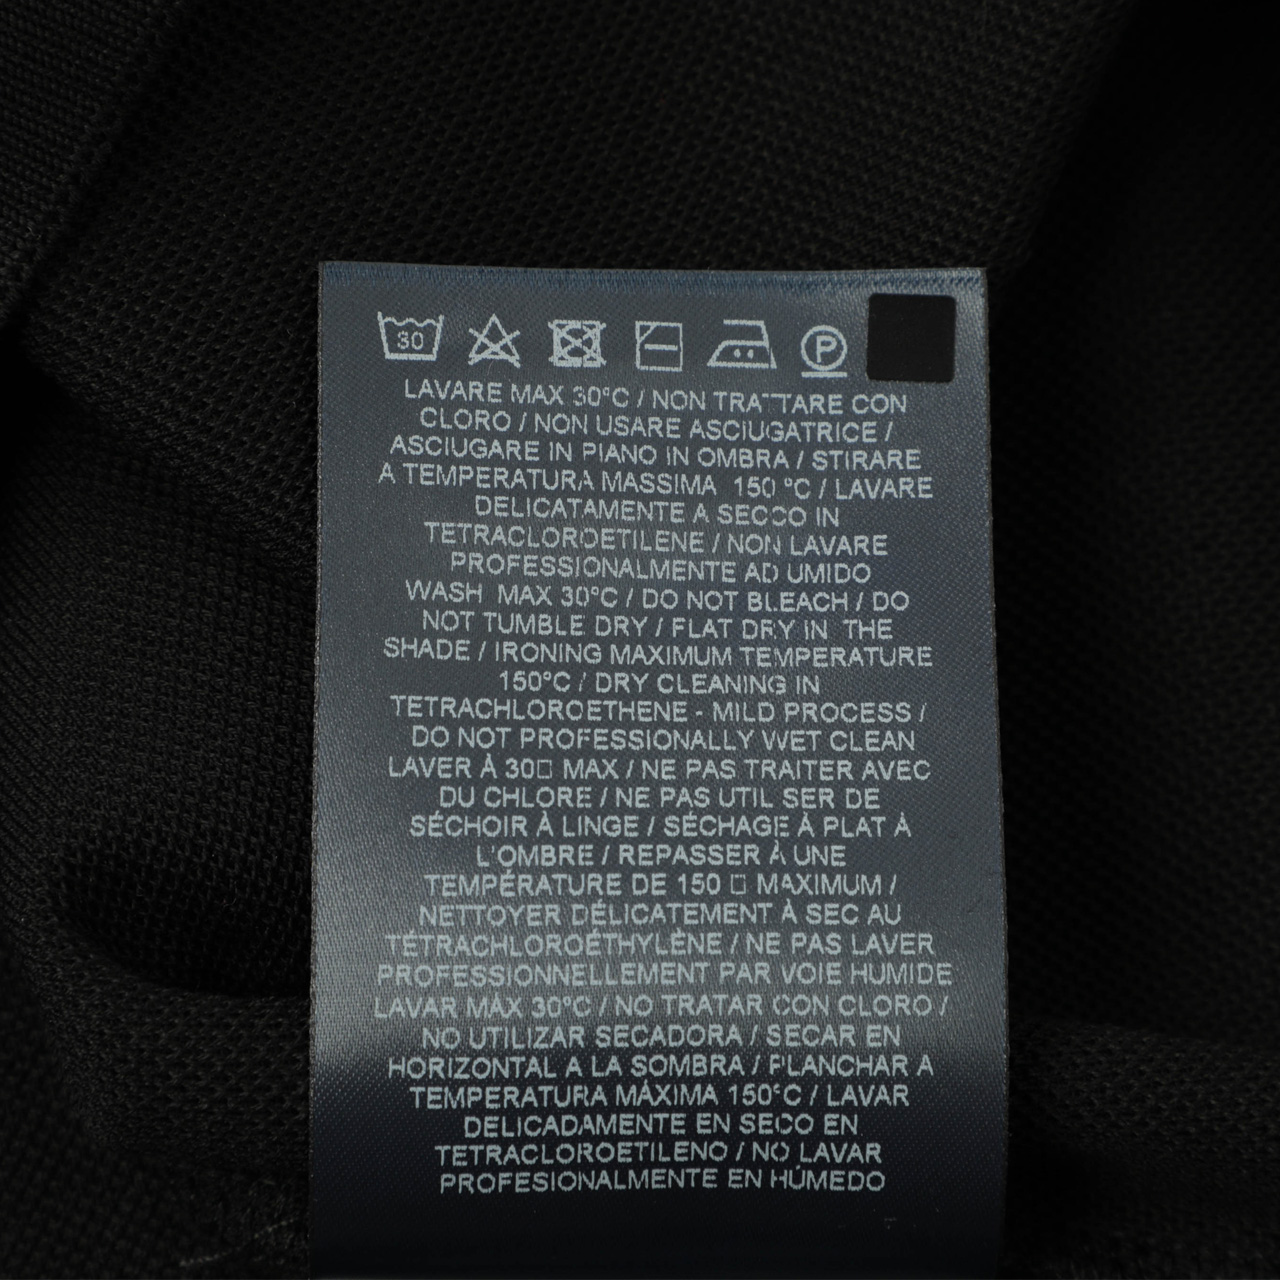 30 P
LAVARE MAX 30°C / NON TRATTARE CON
CLORO / NON USARE ASCIUGATRICE /
ASCIUGARE IN PIANO IN OMBRA / STIRARE
A TEMPERATURA MASSIMA 150 °C / LAVARE
DELICATAMENTE A SECCO IN
TETRACLOROETILENE / NON LAVARE
PROFESSIONALMENTE AD UMIDO
WASH MAX 30°C / DO NOT BLEACH / DO
NOT TUMBLE DRY / FLAT DRY IN THE
SHADE / IRONING MAXIMUM TEMPERATURE
150°C / DRY CLEANING IN
TETRACHLOROETHENE - MILD PROCESS /
DO NOT PROFESSIONALLY WET CLEAN
LAVER À 30□ MAX / NE PAS TRAITER AVEC
DU CHLORE / NE PAS UTILISER DE
SÉCHOIR À LINGE / SÉCHAGE À PLAT À
L'OMBRE / REPASSER À UNE
TEMPÉRATURE DE 150 □ MAXIMUM /
NETTOYER DÉLICATEMENT À SEC AU
TÉTRACHLOROÉTHYLÈNE / NE PAS LAVER
PROFESSIONNELLEMENT PAR VOIE HUMIDE
LAVAR MÁX 30°C / NO TRATAR CON CLORO /
NO UTILIZAR SECADORA / SECAR EN
HORIZONTAL A LA SOMBRA / PLANCHAR A
TEMPERATURA MÁXIMA 150°C / LAVAR
DELICADAMENTE EN SECO EN
TETRACLOROETILENO / NO LAVAR
PROFESIONALMENTE EN HÚMEDO